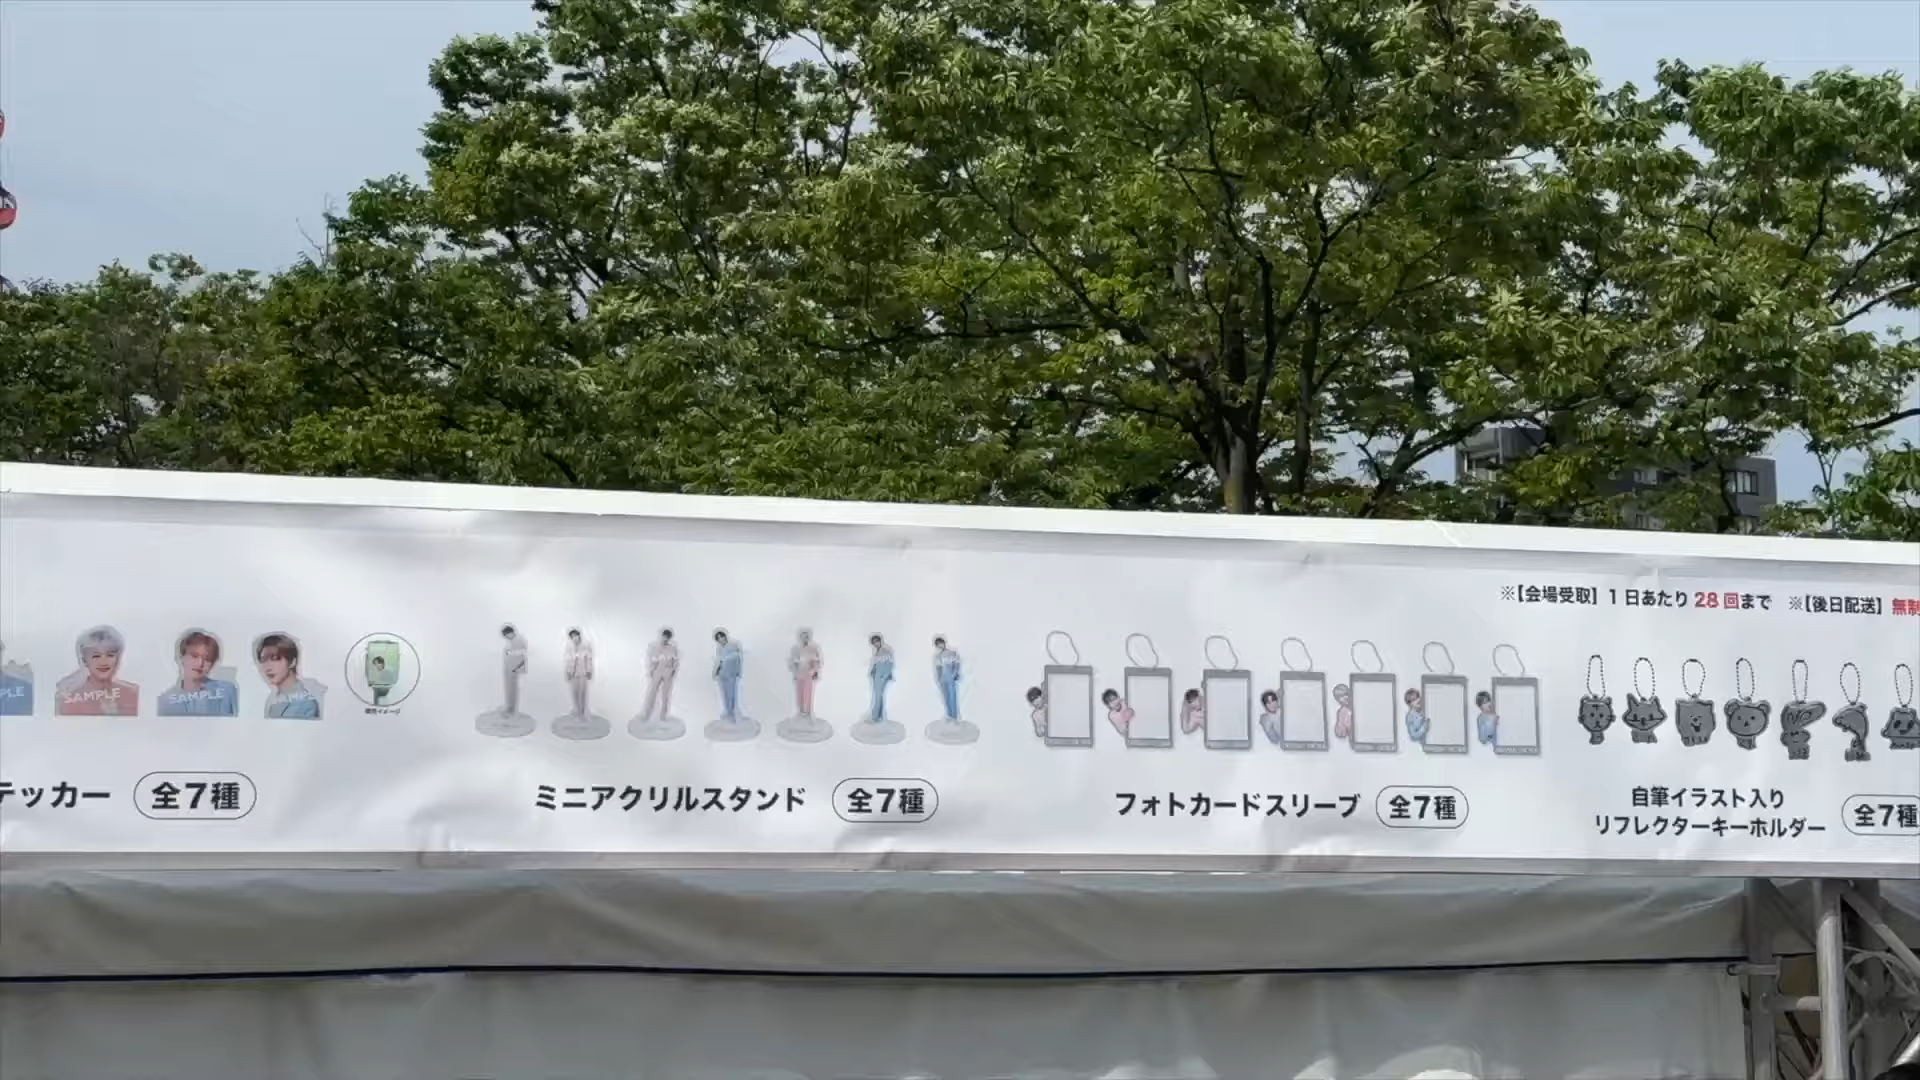 ※【会場受取】1日あたり28回まで ※【後日配送】無制
SAMPLE
SAMPLE
テッカー 全7種
ミニアクリルスタンド 全7種
フォトカードスリーブ 全7種
自筆イラスト入り
リフレクターキーホルダー 全7種